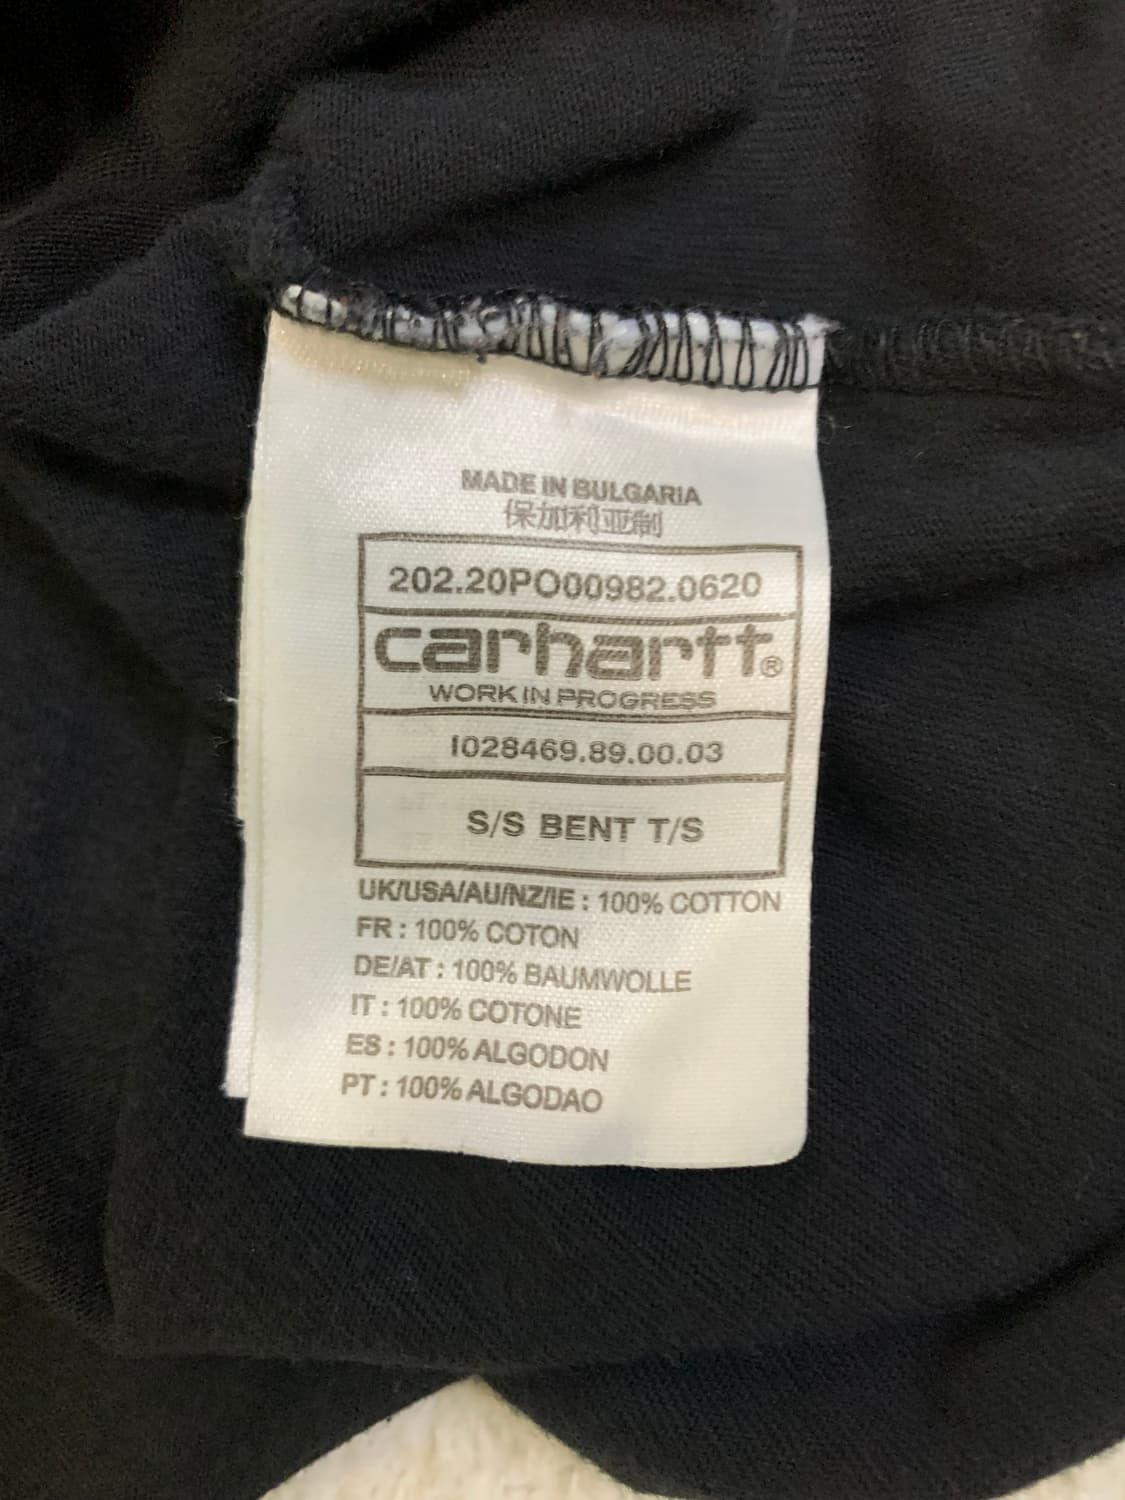 MADE IN BULGARIA
保加利亚制
202.20PO00982.0620
carhartt®
WORK IN PROGRESS
I028469.89.00.03
S/S BENT T/S
UK/USA/AU/NZ/IE : 100% COTTON
FR : 100% COTON
DE/AT : 100% BAUMWOLLE
IT : 100% COTONE
ES : 100% ALGODON
PT : 100% ALGODAO